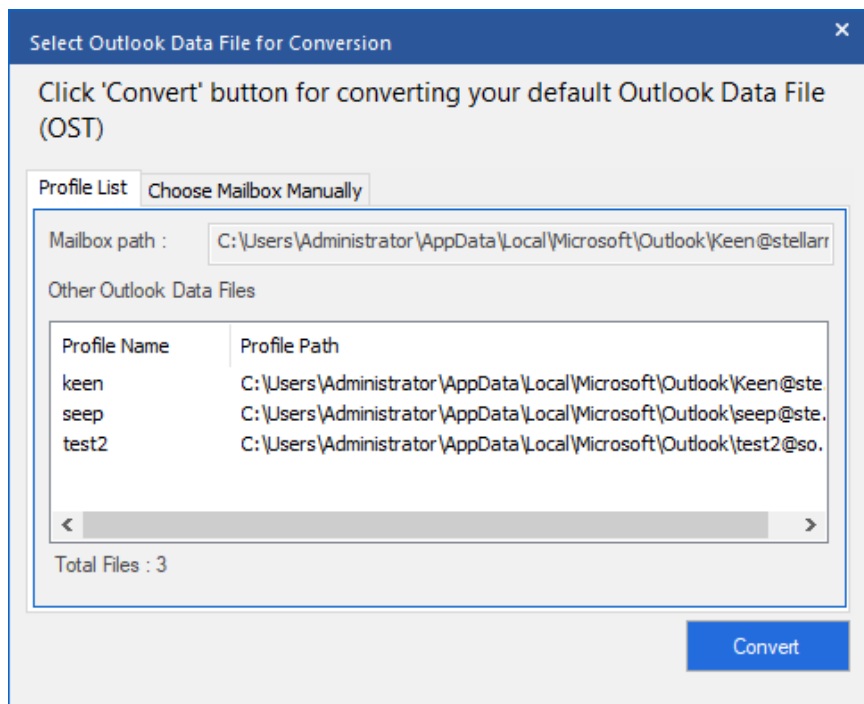 Select Outlook Data File for Conversion
Click 'Convert' button for converting your default Outlook Data File
(OST)
Profile List Choose Mailbox Manually
Mailbox path : C:\Users\Administrator\AppData\Local\Microsoft\Outlook\Keen@stellarr
Other Outlook Data Files
Profile Name Profile Path
keen C:\Users\Administrator\AppData\Local\Microsoft\Outlook\Keen@ste
seep C:\Users\Administrator\AppData\Local\Microsoft\Outlook\seep@ste.
test2 C:\Users\Administrator\AppData\Local\Microsoft\Outlook\test2@so.
Total Files : 3
Convert